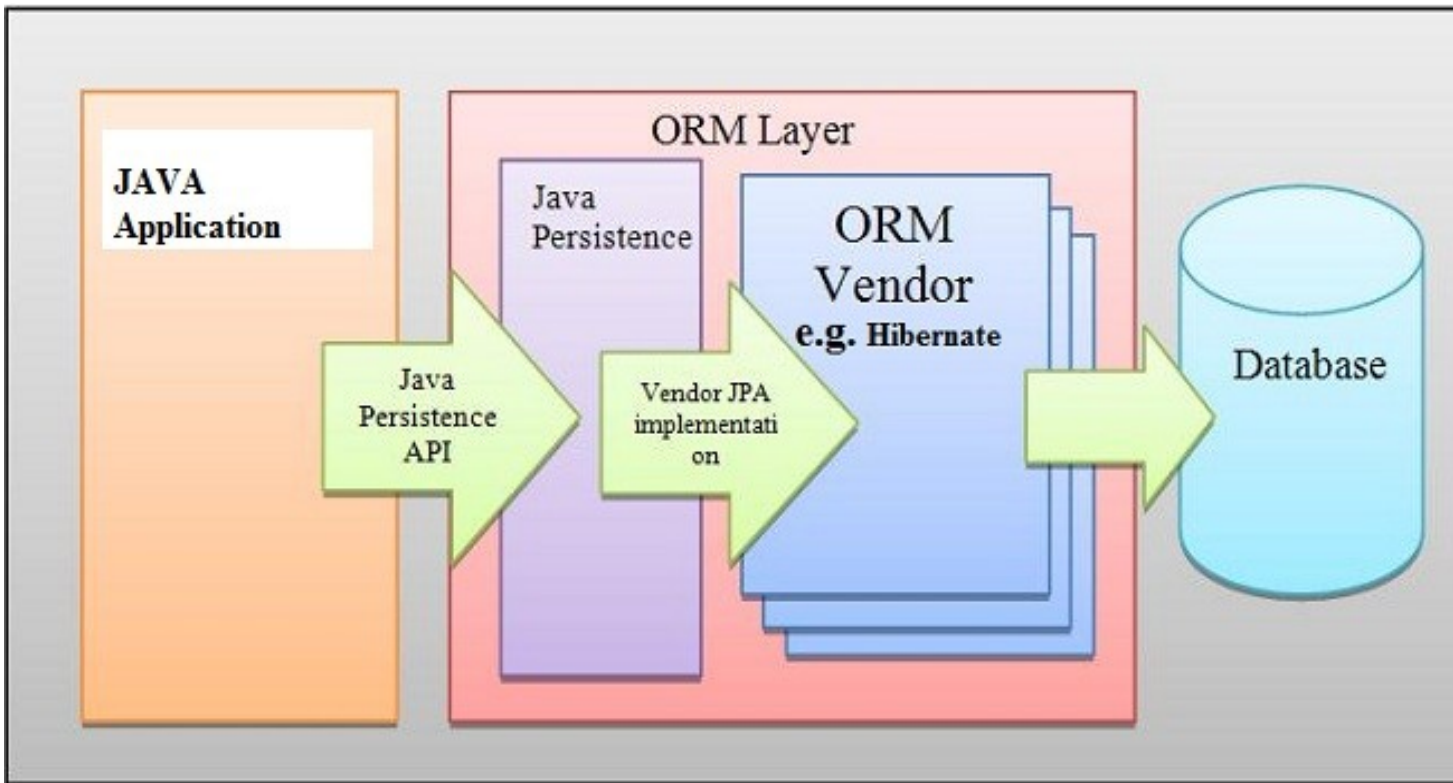 JAVA
Application
ORM Layer
Java
Persistence
ORM
Vendor
e.g. Hibernate
Java
Persistence
API
Vendor JPA
implementati
on
Database